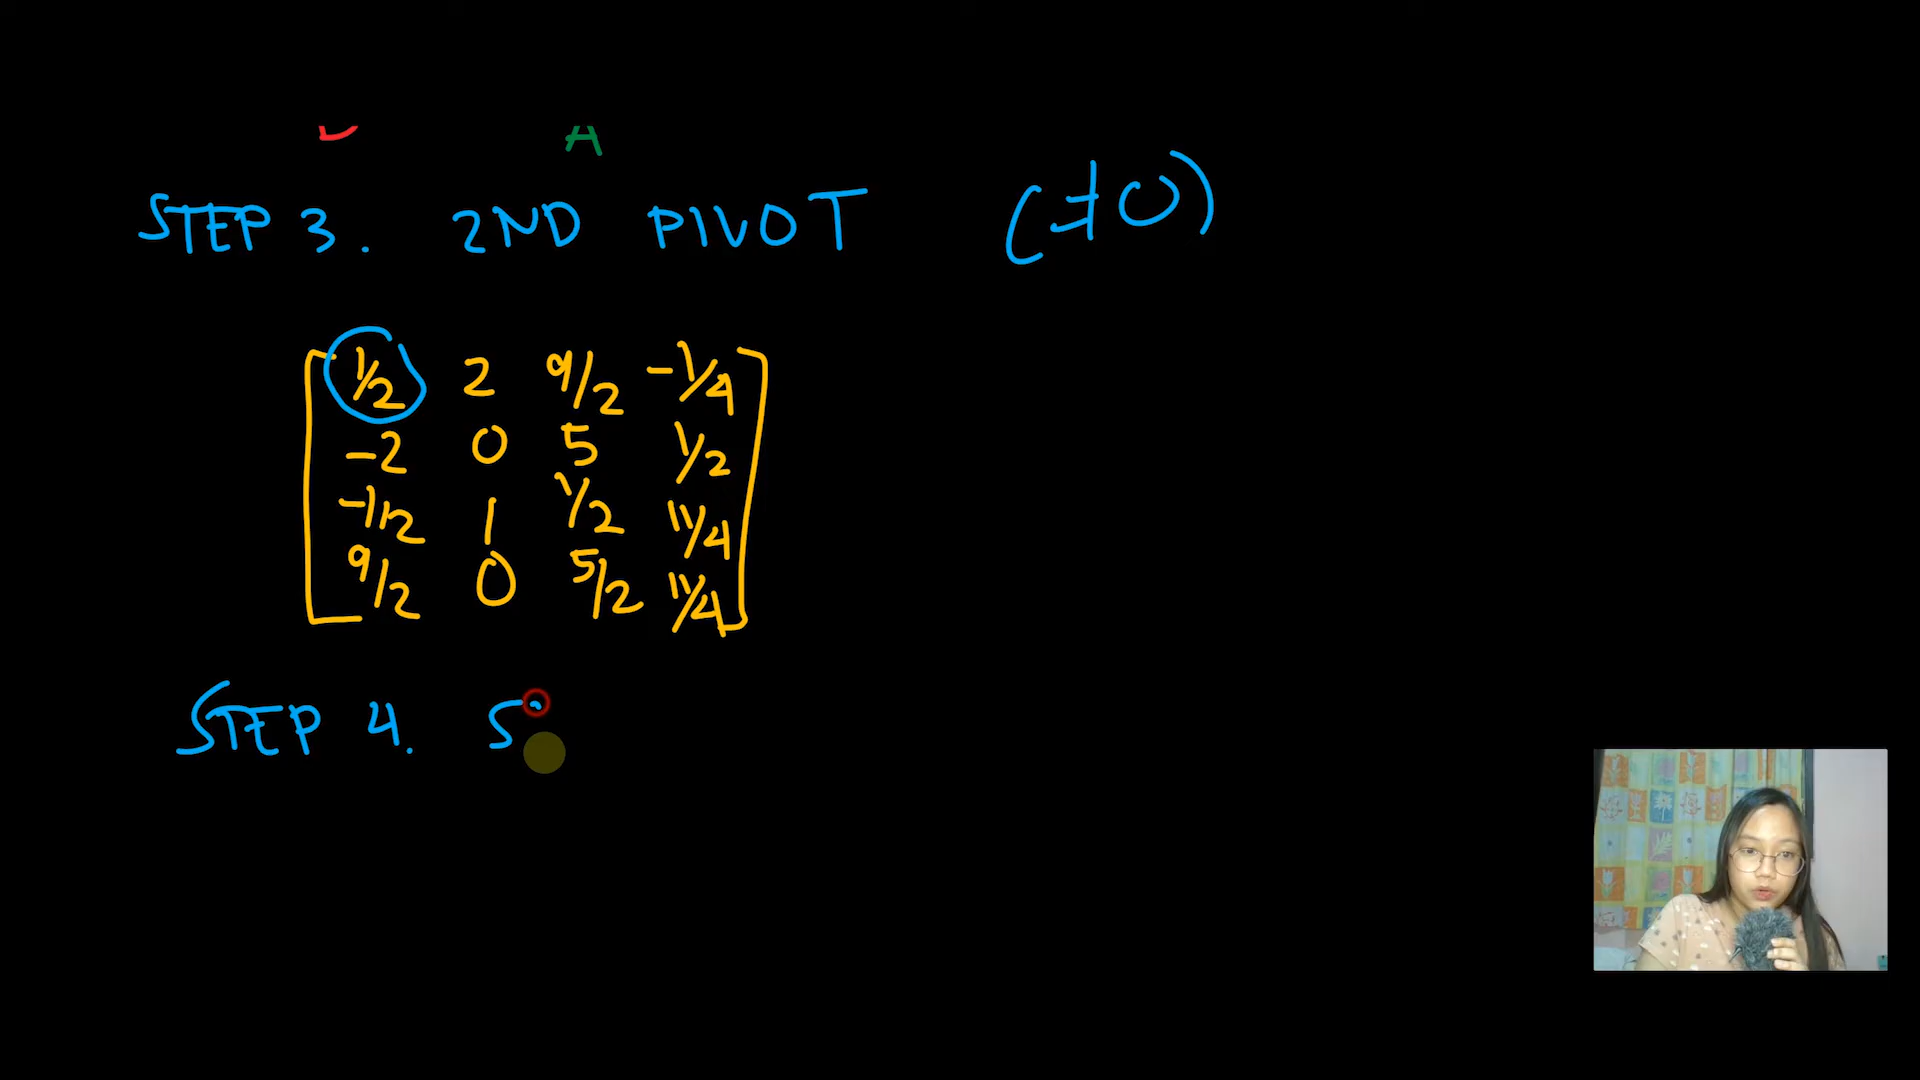 A
STEP 3. 2ND PIVOT (≠0)
1/2 2 9/2 -1/4
-2 0 5 1/2
-1/2 1 1/2 11/4
9/2 0 5/2 11/4
STEP 4. S